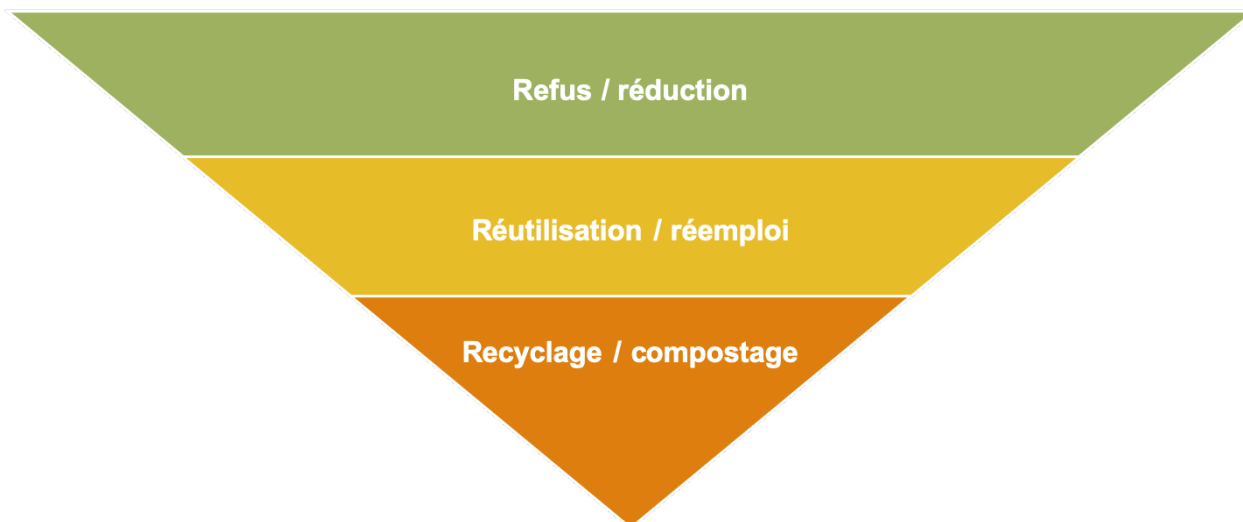 Refus / réduction
Réutilisation / réemploi
Recyclage / compostage